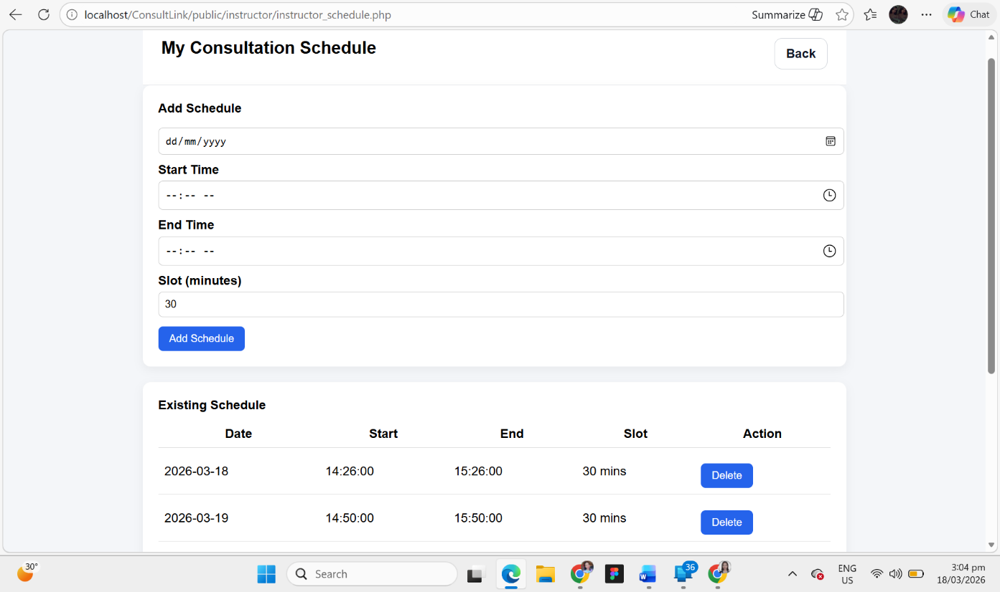 localhost/ConsultLink/public/instructor/instructor_schedule.php
Summarize
Chat
My Consultation Schedule
Back
Add Schedule
dd/mm/yyyy
Start Time
--:-- --
End Time
--:-- --
Slot (minutes)
30
Add Schedule
Existing Schedule
Date Start End Slot Action
2026-03-18 14:26:00 15:26:00 30 mins Delete
2026-03-19 14:50:00 15:50:00 30 mins Delete
30°
Search
W
36
ENG
US
3:04 pm
18/03/2026